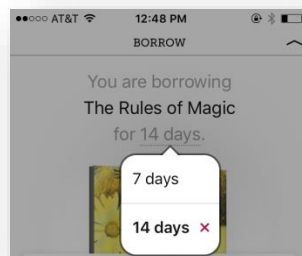 AT&T 12:48 PM
BORROW
You are borrowing
The Rules of Magic
for 14 days.
7 days
14 days ×